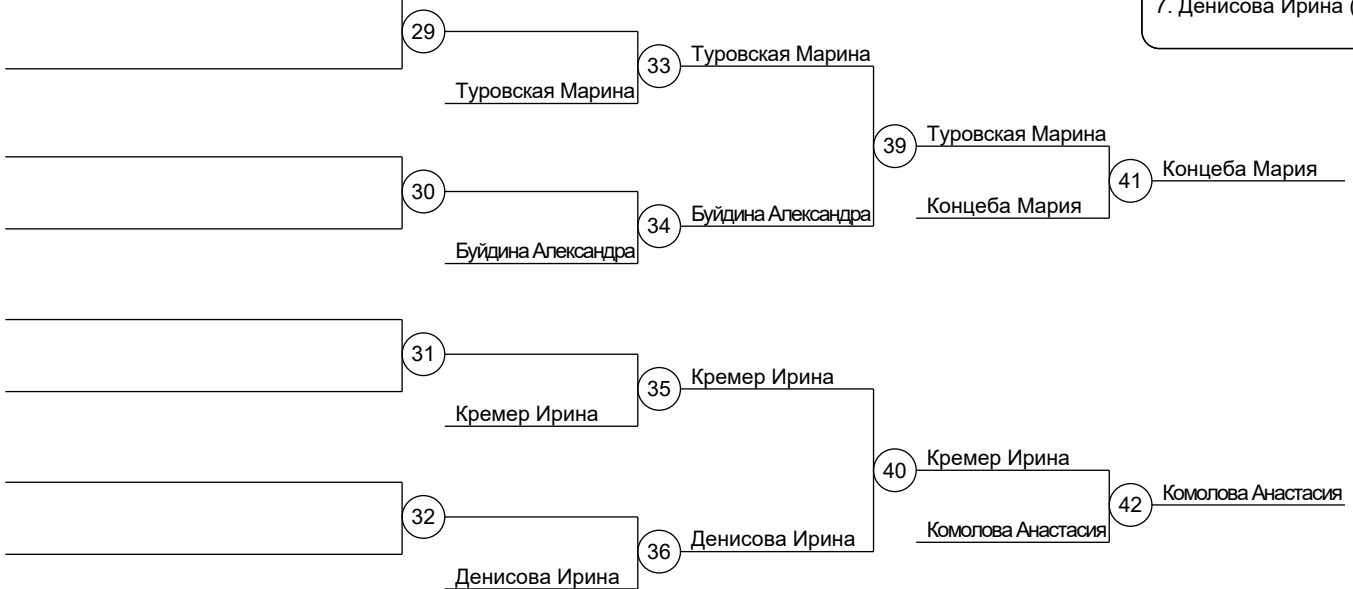 7. Денисова Ирина (
29
33
Туровская Марина
Туровская Марина
39
Туровская Марина
41
Концеба Мария
30
34
Буйдина Александра
Концеба Мария
Буйдина Александра
31
35
Кремер Ирина
Кремер Ирина
40
Кремер Ирина
42
Комолова Анастасия
32
36
Денисова Ирина
Комолова Анастасия
Денисова Ирина